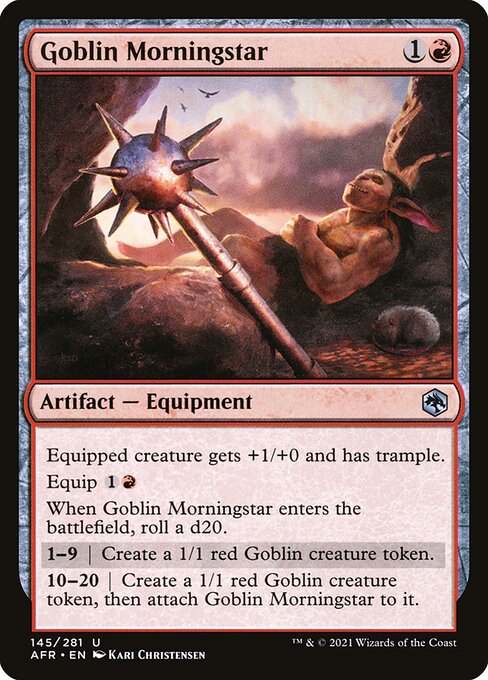 Goblin Morningstar 1
Artifact — Equipment
Equipped creature gets +1/+0 and has trample.
Equip 1
When Goblin Morningstar enters the
battlefield, roll a d20.
1–9 | Create a 1/1 red Goblin creature token.
10–20 | Create a 1/1 red Goblin creature
token, then attach Goblin Morningstar to it.
145/281 U
™ & © 2021 Wizards of the Coast
AFR • EN Kari Christensen